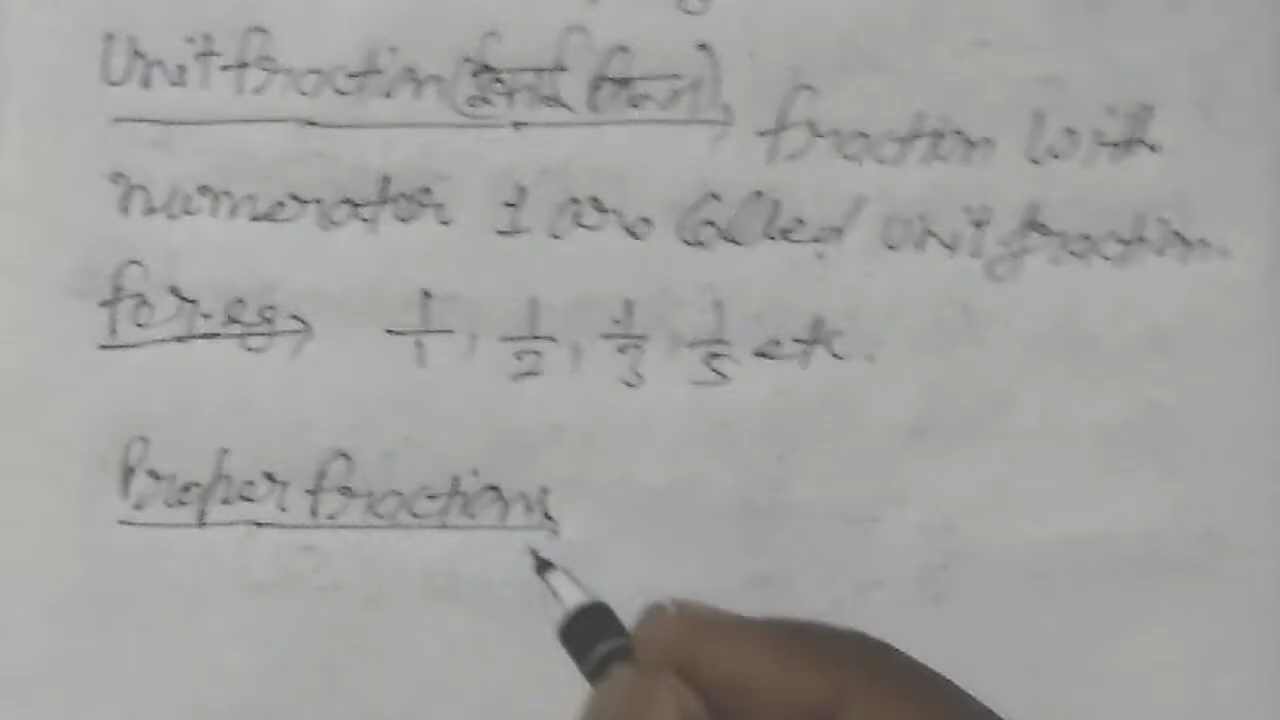 Unit fraction ( ), fraction with
numerator 1 are called unit fraction.
for-eg, 1/1, 1/2, 1/3, 1/5 etc.
Proper fraction,